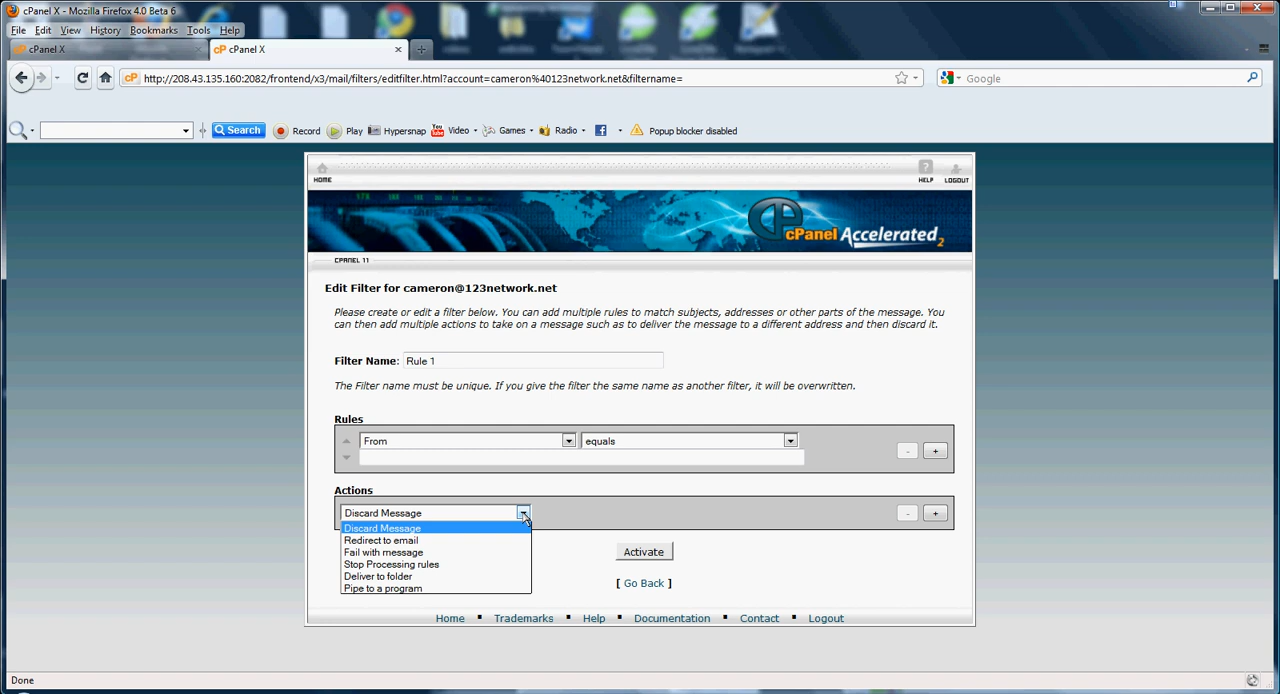 cPanel X - Mozilla Firefox 4.0 Beta 6
File Edit View History Bookmarks Tools Help
cP cPanel X
cP cPanel X
cP http://208.43.135.160:2082/frontend/x3/mail/filters/editfilter.html?account=cameron%40123network.net&filtername=
Google
Search Record Play Hypersnap You Tube Video Games Radio Popup blocker disabled
HOME
HELP LOGOUT
cPanel Accelerated2
CPANEL 11
Edit Filter for cameron@123network.net
Please create or edit a filter below. You can add multiple rules to match subjects, addresses or other parts of the message. You
can then add multiple actions to take on a message such as to deliver the message to a different address and then discard it.
Filter Name: Rule 1
The Filter name must be unique. If you give the filter the same name as another filter, it will be overwritten.
Rules
From equals
- +
Actions
Discard Message
- +
Discard Message
Redirect to email
Fail with message
Stop Processing rules
Deliver to folder
Pipe to a program
Activate
[ Go Back ]
Home ▪ Trademarks ▪ Help ▪ Documentation ▪ Contact ▪ Logout
Done